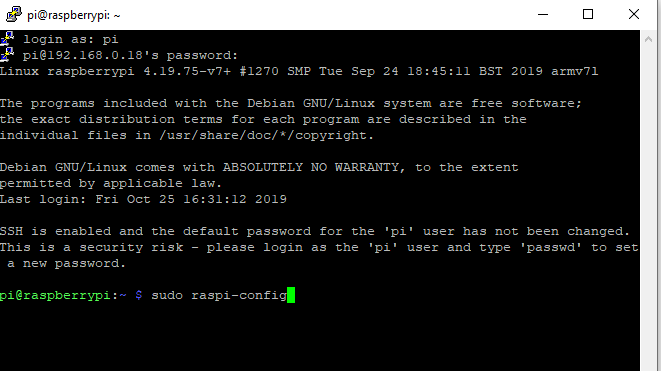 pi@raspberrypi: ~
login as: pi
pi@192.168.0.18's password:
Linux raspberrypi 4.19.75-v7+ #1270 SMP Tue Sep 24 18:45:11 BST 2019 armv7l
The programs included with the Debian GNU/Linux system are free software;
the exact distribution terms for each program are described in the
individual files in /usr/share/doc/*/copyright.
Debian GNU/Linux comes with ABSOLUTELY NO WARRANTY, to the extent
permitted by applicable law.
Last login: Fri Oct 25 16:31:12 2019
SSH is enabled and the default password for the 'pi' user has not been changed.
This is a security risk - please login as the 'pi' user and type 'passwd' to set
 a new password.
pi@raspberrypi:~ $ sudo raspi-config